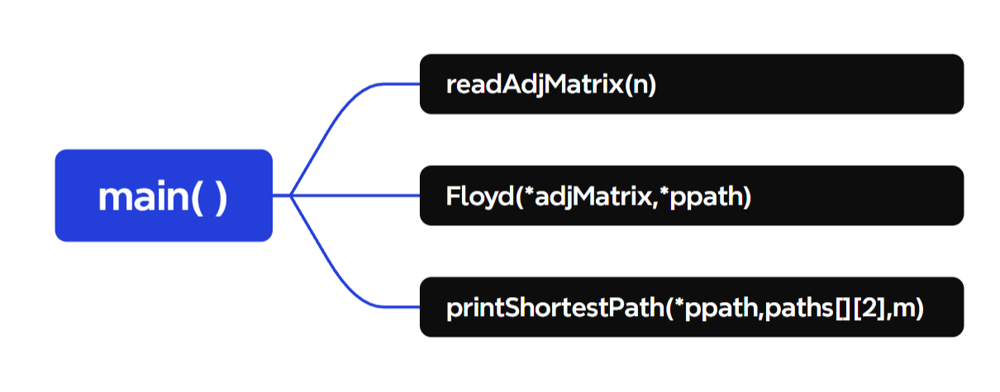 readAdjMatrix(n)
main( )
Floyd(*adjMatrix,*ppath)
printShortestPath(*ppath,paths[][2],m)